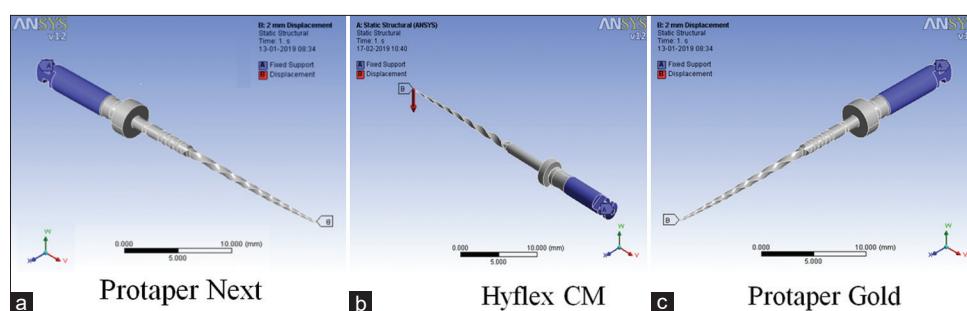 ANSYS
v12
B: 2 mm Displacement
Static Structural
Time: 1. s
13-01-2019 08:34
A Fixed Support
B Displacement
A
B
0.000
10.000 (mm)
5.000
X
Y
a
Protaper Next
A: Static Structural (ANSYS)
Static Structural
Time: 1. s
17-02-2019 10:40
A Fixed Support
B Displacement
ANSYS
v12
B
A
0.000
10.000 (mm)
5.000
X
Y
b
Hyflex CM
B: 2 mm Displacement
Static Structural
Time: 1. s
13-01-2019 08:34
A Fixed Support
B Displacement
ANSYS
v12
A
B
0.000
10.000 (mm)
5.000
X
Y
c
Protaper Gold